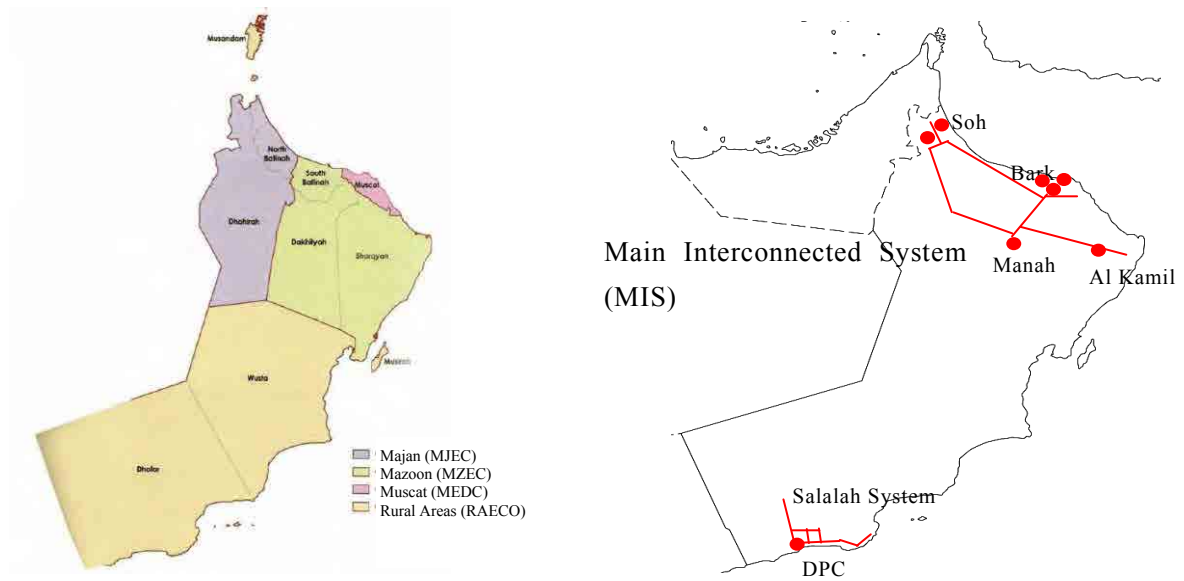 Musandam
North
Batinah
South
Batinah
Muscat
Dhahirah
Dakhliyah
Sharqiyah
Wusta
Dhofar
Majan (MJEC)
Mazoon (MZEC)
Muscat (MEDC)
Rural Areas (RAECO)
Soh
Bark
Main Interconnected System
(MIS)
Manah
Al Kamil
Salalah System
DPC